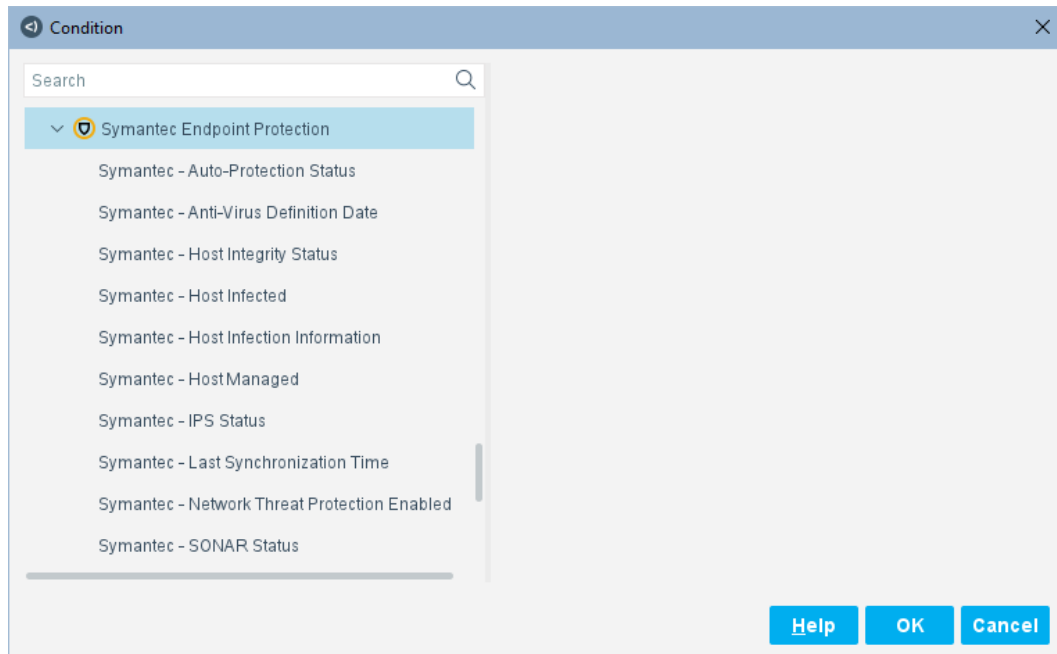 Condition
Search
Symantec Endpoint Protection
Symantec - Auto-Protection Status
Symantec - Anti-Virus Definition Date
Symantec - Host Integrity Status
Symantec - Host Infected
Symantec - Host Infection Information
Symantec - Host Managed
Symantec - IPS Status
Symantec - Last Synchronization Time
Symantec - Network Threat Protection Enabled
Symantec - SONAR Status
Help OK Cancel